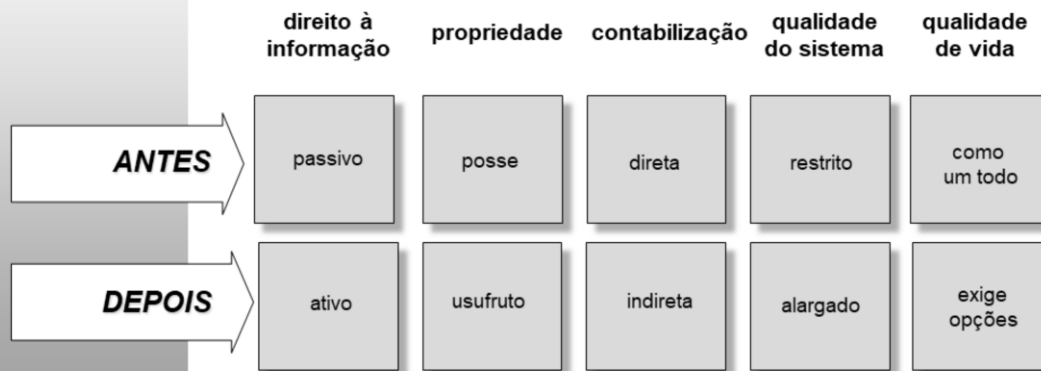 direito à
informação
propriedade
contabilização
qualidade
do sistema
qualidade
de vida
ANTES
passivo
posse
direta
restrito
como
um todo
DEPOIS
ativo
usufruto
indireta
alargado
exige
opções